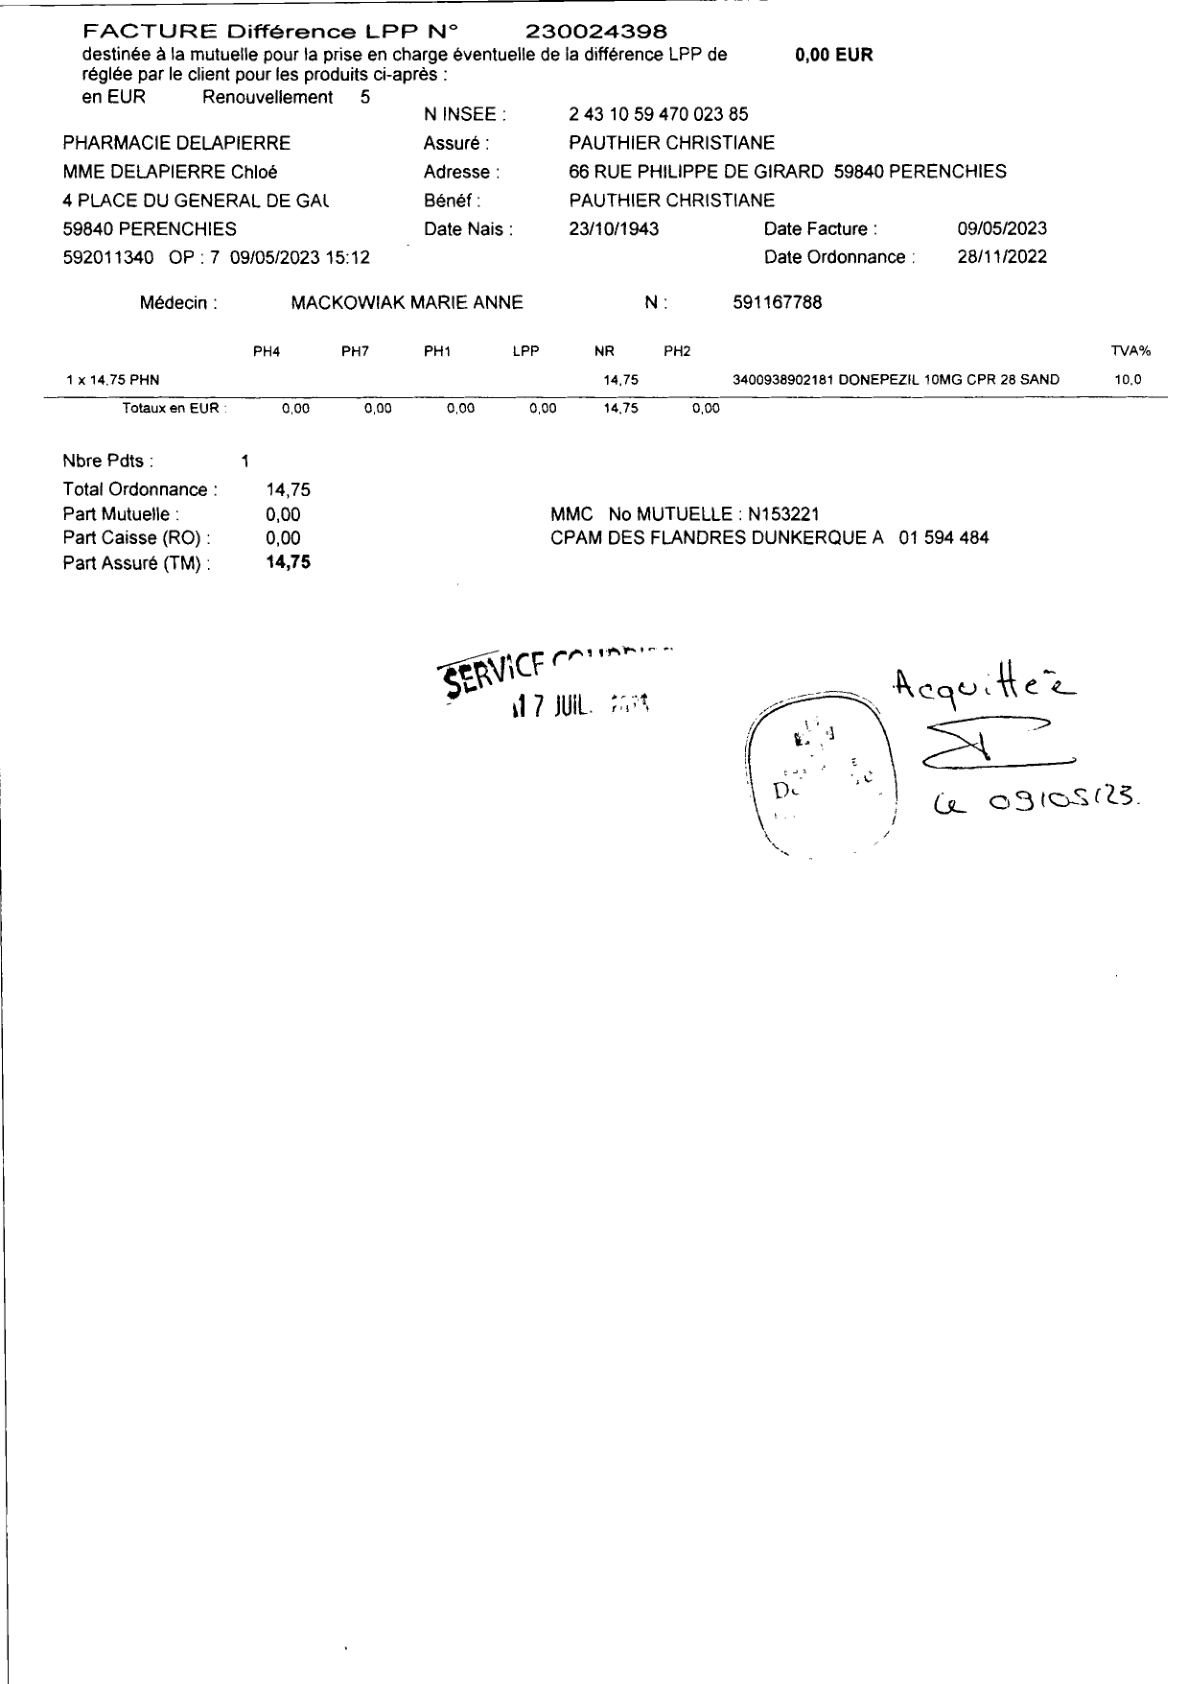 FACTURE Différence LPP N° 230024398
destinée à la mutuelle pour la prise en charge éventuelle de la différence LPP de 0,00 EUR
réglée par le client pour les produits ci-après :
en EUR Renouvellement 5
N INSEE : 2 43 10 59 470 023 85
PHARMACIE DELAPIERRE Assuré : PAUTHIER CHRISTIANE
MME DELAPIERRE Chloé Adresse : 66 RUE PHILIPPE DE GIRARD 59840 PERENCHIES
4 PLACE DU GENERAL DE GAU Bénéf : PAUTHIER CHRISTIANE
59840 PERENCHIES Date Nais : 23/10/1943 Date Facture : 09/05/2023
592011340 OP : 7 09/05/2023 15:12 Date Ordonnance : 28/11/2022
Médecin : MACKOWIAK MARIE ANNE N : 591167788
PH4 PH7 PH1 LPP NR PH2 TVA%
1 x 14,75 PHN 14,75 3400938902181 DONEPEZIL 10MG CPR 28 SAND 10,0
Totaux en EUR : 0,00 0,00 0,00 0,00 14,75 0,00
Nbre Pdts : 1
Total Ordonnance : 14,75
Part Mutuelle : 0,00 MMC No MUTUELLE : N153221
Part Caisse (RO) : 0,00 CPAM DES FLANDRES DUNKERQUE A 01 594 484
Part Assuré (TM) : 14,75
SERVICE
17 JUIL.
Acquittée
Le 09/05/23.